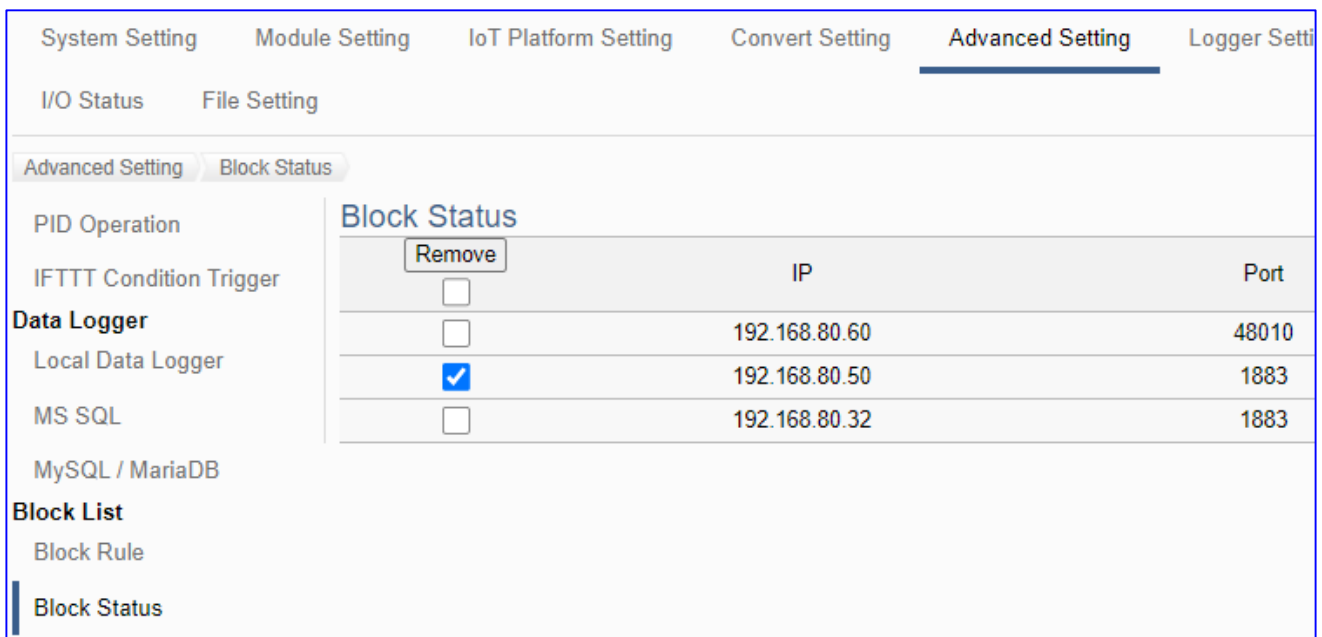 System Setting Module Setting IoT Platform Setting Convert Setting Advanced Setting Logger Setti
I/O Status File Setting
Advanced Setting Block Status
PID Operation
IFTTT Condition Trigger
Data Logger
Local Data Logger
MS SQL
MySQL / MariaDB
Block List
Block Rule
Block Status
Block Status
Remove IP Port
192.168.80.60 48010
192.168.80.50 1883
192.168.80.32 1883